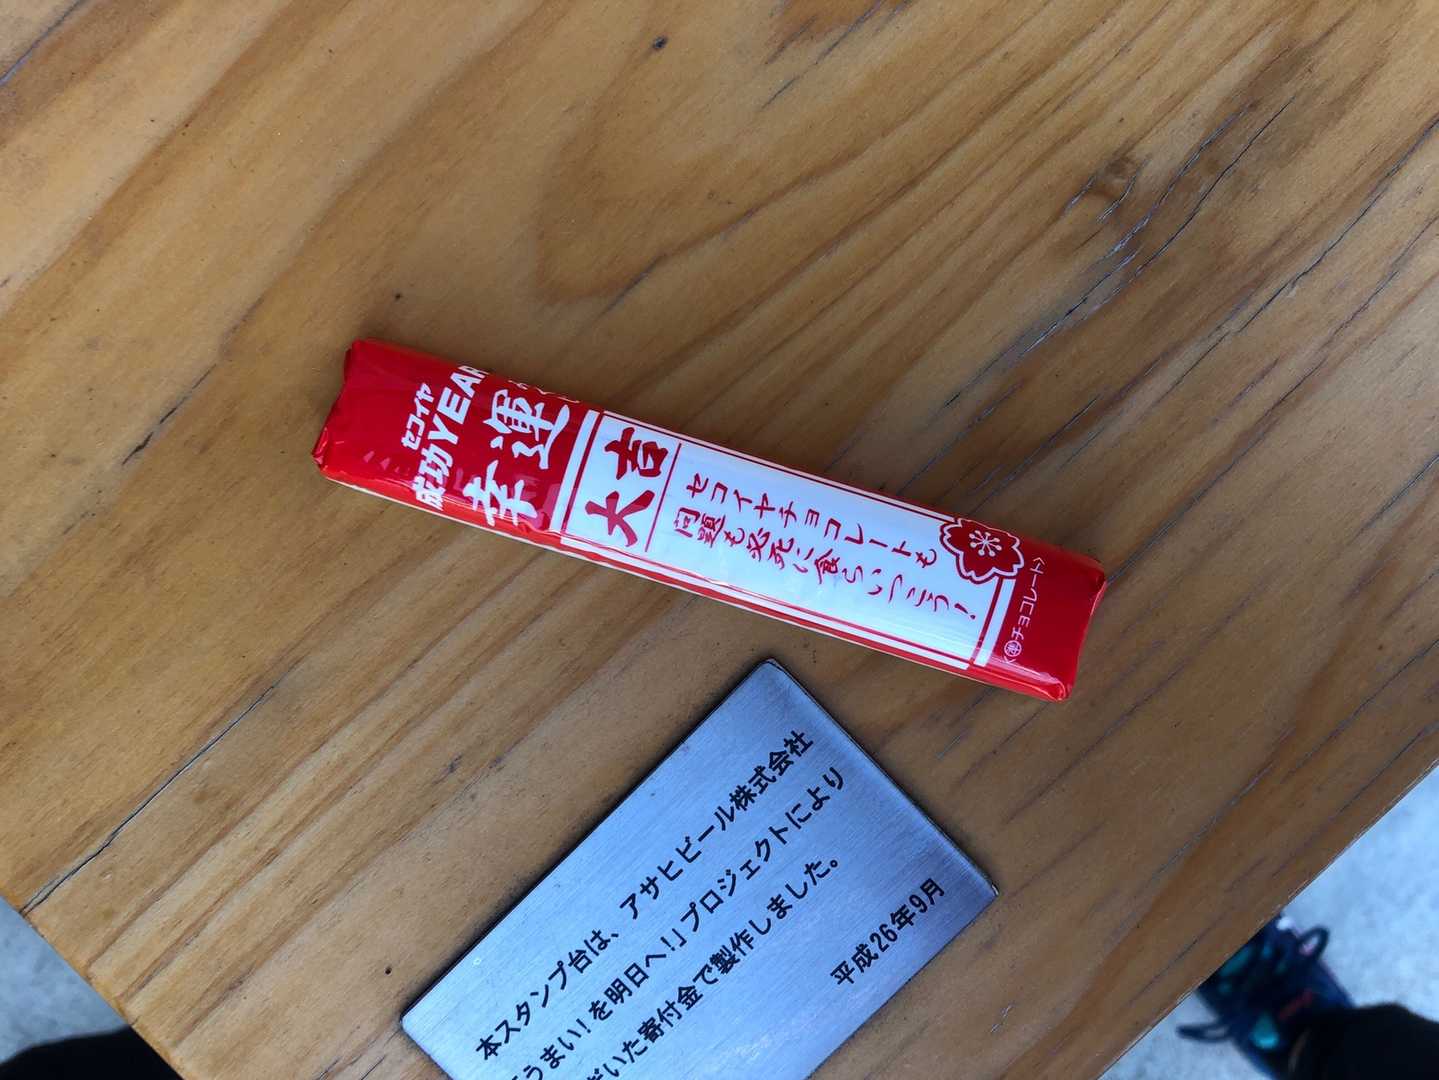 セコイヤ
成功YEAR
幸運
大吉
セコイヤチョコレートも
問題も必死に食らいつこう!
<準チョコレート>
本スタンプ台は、アサヒビール株式会社
うまい!を明日へ!」プロジェクトにより
だいた寄付金で製作しました。
平成26年9月